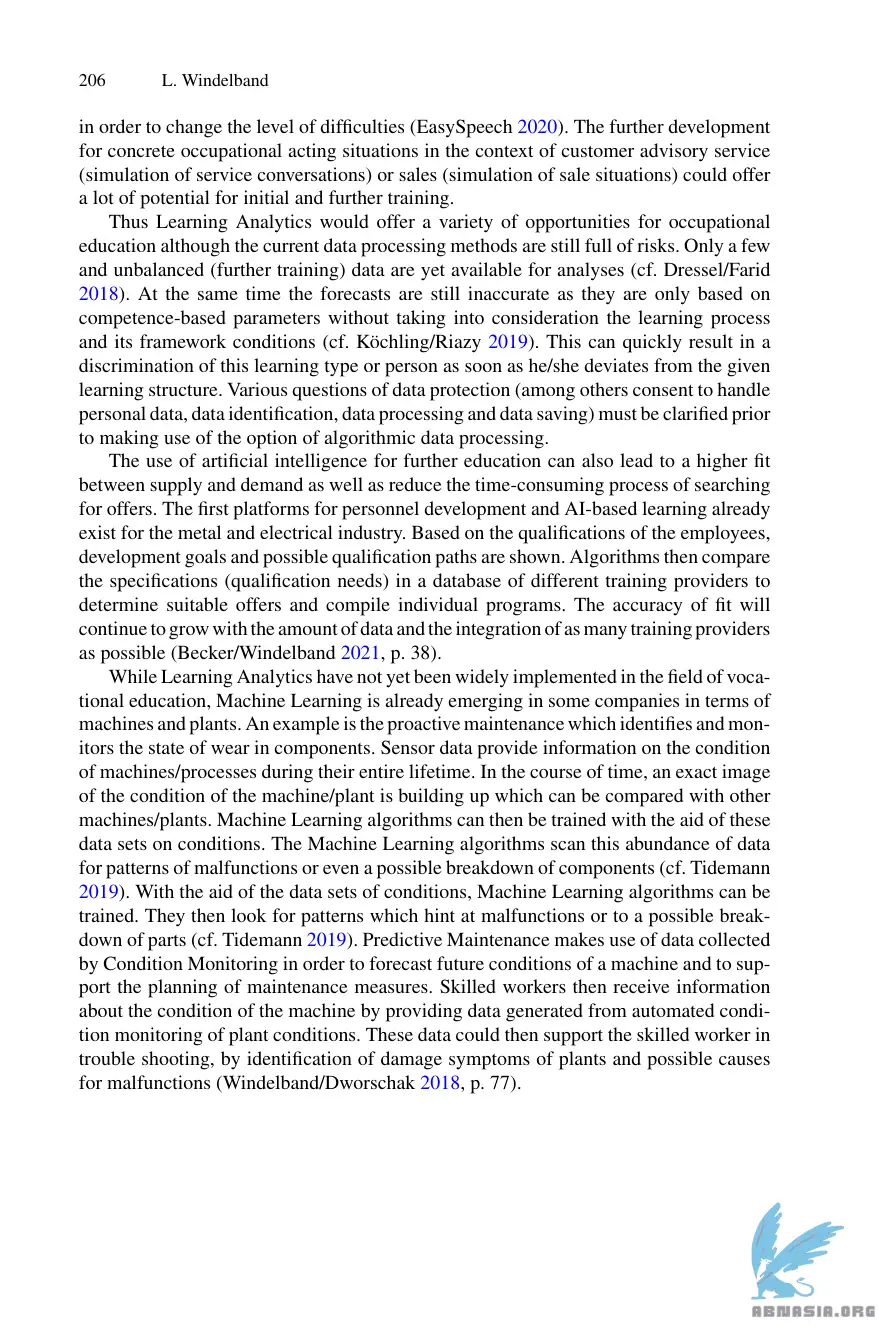 206 L. Windelband
in order to change the level of difficulties (EasySpeech 2020). The further development
for concrete occupational acting situations in the context of customer advisory service
(simulation of service conversations) or sales (simulation of sale situations) could offer
a lot of potential for initial and further training.
Thus Learning Analytics would offer a variety of opportunities for occupational
education although the current data processing methods are still full of risks. Only a few
and unbalanced (further training) data are yet available for analyses (cf. Dressel/Farid
2018). At the same time the forecasts are still inaccurate as they are only based on
competence-based parameters without taking into consideration the learning process
and its framework conditions (cf. Köchling/Riazy 2019). This can quickly result in a
discrimination of this learning type or person as soon as he/she deviates from the given
learning structure. Various questions of data protection (among others consent to handle
personal data, data identification, data processing and data saving) must be clarified prior
to making use of the option of algorithmic data processing.
The use of artificial intelligence for further education can also lead to a higher fit
between supply and demand as well as reduce the time-consuming process of searching
for offers. The first platforms for personnel development and AI-based learning already
exist for the metal and electrical industry. Based on the qualifications of the employees,
development goals and possible qualification paths are shown. Algorithms then compare
the specifications (qualification needs) in a database of different training providers to
determine suitable offers and compile individual programs. The accuracy of fit will
continue to grow with the amount of data and the integration of as many training providers
as possible (Becker/Windelband 2021, p. 38).
While Learning Analytics have not yet been widely implemented in the field of voca-
tional education, Machine Learning is already emerging in some companies in terms of
machines and plants. An example is the proactive maintenance which identifies and mon-
itors the state of wear in components. Sensor data provide information on the condition
of machines/processes during their entire lifetime. In the course of time, an exact image
of the condition of the machine/plant is building up which can be compared with other
machines/plants. Machine Learning algorithms can then be trained with the aid of these
data sets on conditions. The Machine Learning algorithms scan this abundance of data
for patterns of malfunctions or even a possible breakdown of components (cf. Tidemann
2019). With the aid of the data sets of conditions, Machine Learning algorithms can be
trained. They then look for patterns which hint at malfunctions or to a possible break-
down of parts (cf. Tidemann 2019). Predictive Maintenance makes use of data collected
by Condition Monitoring in order to forecast future conditions of a machine and to sup-
port the planning of maintenance measures. Skilled workers then receive information
about the condition of the machine by providing data generated from automated condi-
tion monitoring of plant conditions. These data could then support the skilled worker in
trouble shooting, by identification of damage symptoms of plants and possible causes
for malfunctions (Windelband/Dworschak 2018, p. 77).
ABNASIA.ORG